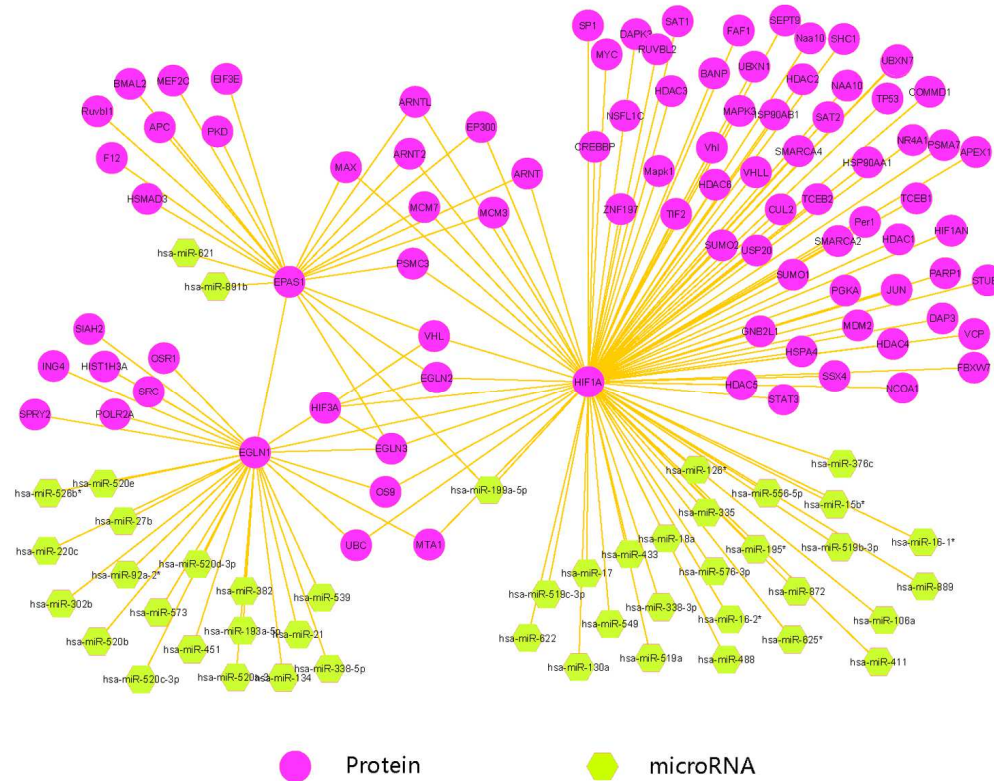 SP1
MYC
DAPK3
RUVBL2
SAT1
FAF1
SEPT9
Naa10
SHC1
BMAL2
MEF2C
EIF3E
HDAC3
BANP
UBXN1
HDAC2
NAA10
UBXN7
COMMD1
TP53
Ruvbl1
APC
PKD
ARNTL
EP300
NSFL1C
MAPK3
HSP90AB1
SAT2
F12
MAX
ARNT2
ARNT
CREBBP
Mapk1
Vhl
SMARCA4
HSP90AA1
NR4A1
PSMA7
APEX1
HSMAD3
MCM7
MCM3
ZNF197
TIF2
HDAC6
VHLL
CUL2
TCEB2
TCEB1
hsa-miR-621
PSMC3
SUMO2
USP20
SMARCA2
Per1
HDAC1
HIF1AN
hsa-miR-891b
EPAS1
SUMO1
PGKA
JUN
PARP1
SIAH2
VHL
GNB2L1
MDM2
DAP3
VCP
ING4
HIST1H3A
OSR1
HSPA4
HDAC4
SRC
EGLN2
HIF1A
HDAC5
SSX4
NCOA1
FBXW7
SPRY2
POLR2A
HIF3A
STAT3
EGLN1
EGLN3
hsa-miR-526b*
hsa-miR-520e
OS9
hsa-miR-199a-5p
hsa-miR-128*
hsa-miR-556-5p
hsa-miR-376c
hsa-miR-15b*
hsa-miR-27b
hsa-miR-335
hsa-miR-220c
UBC
MTA1
hsa-miR-433
hsa-miR-18a
hsa-miR-195*
hsa-miR-519b-3p
hsa-miR-16-1*
hsa-miR-92a-2*
hsa-miR-520d-3p
hsa-miR-17
hsa-miR-576-3p
hsa-miR-302b
hsa-miR-573
hsa-miR-382
hsa-miR-539
hsa-miR-519c-3p
hsa-miR-338-3p
hsa-miR-872
hsa-miR-889
hsa-miR-520b
hsa-miR-451
hsa-miR-193a-5p
hsa-miR-21
hsa-miR-622
hsa-miR-549
hsa-miR-16-2*
hsa-miR-625*
hsa-miR-106a
hsa-miR-520c-3p
hsa-miR-134
hsa-miR-338-5p
hsa-miR-130a
hsa-miR-519a
hsa-miR-488
hsa-miR-411
Protein
microRNA